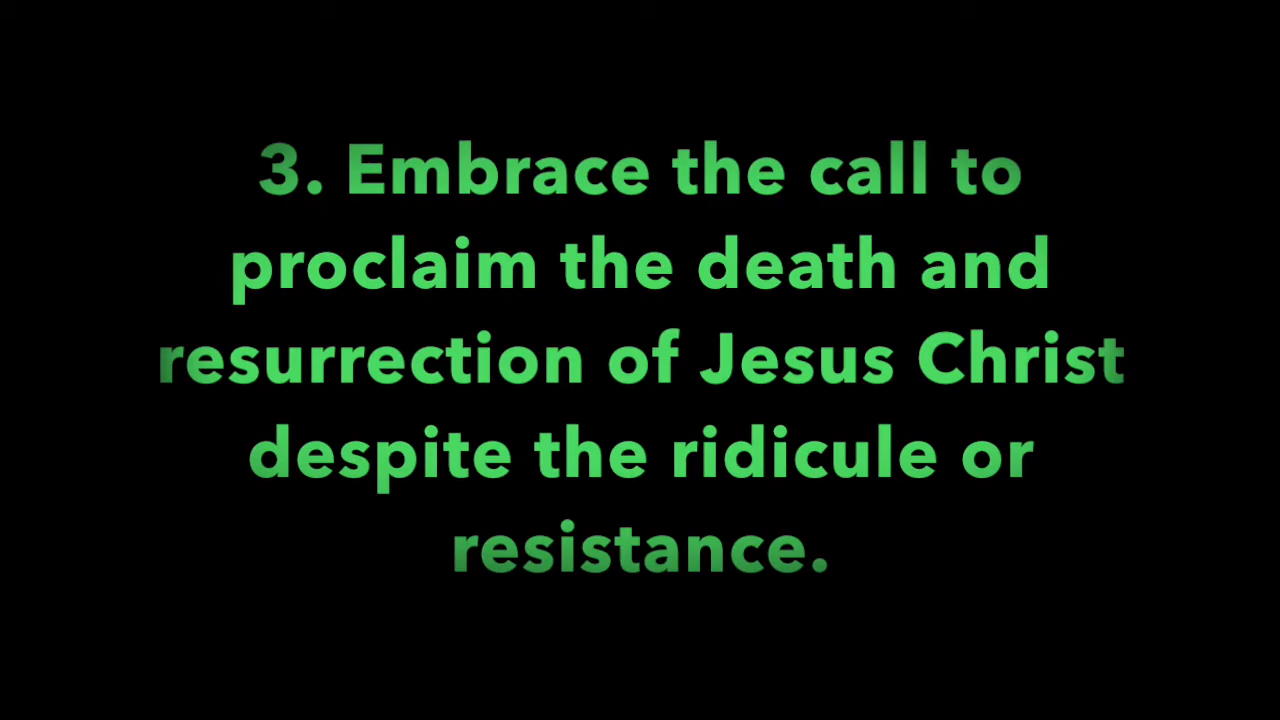 3. Embrace the call to
proclaim the death and
resurrection of Jesus Christ
despite the ridicule or
resistance.